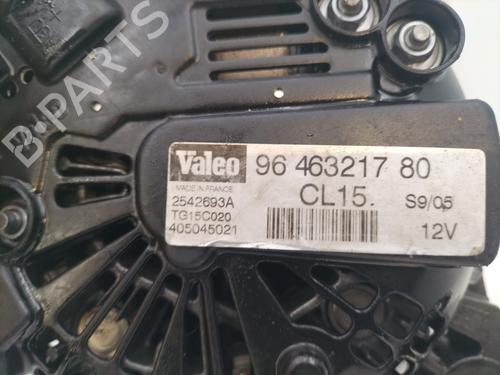 B-PARTS
Valeo 96 463217 80
MADE IN FRANCE
CL15. S9/05
2542693A
TG15C020
405045021
12V
B+